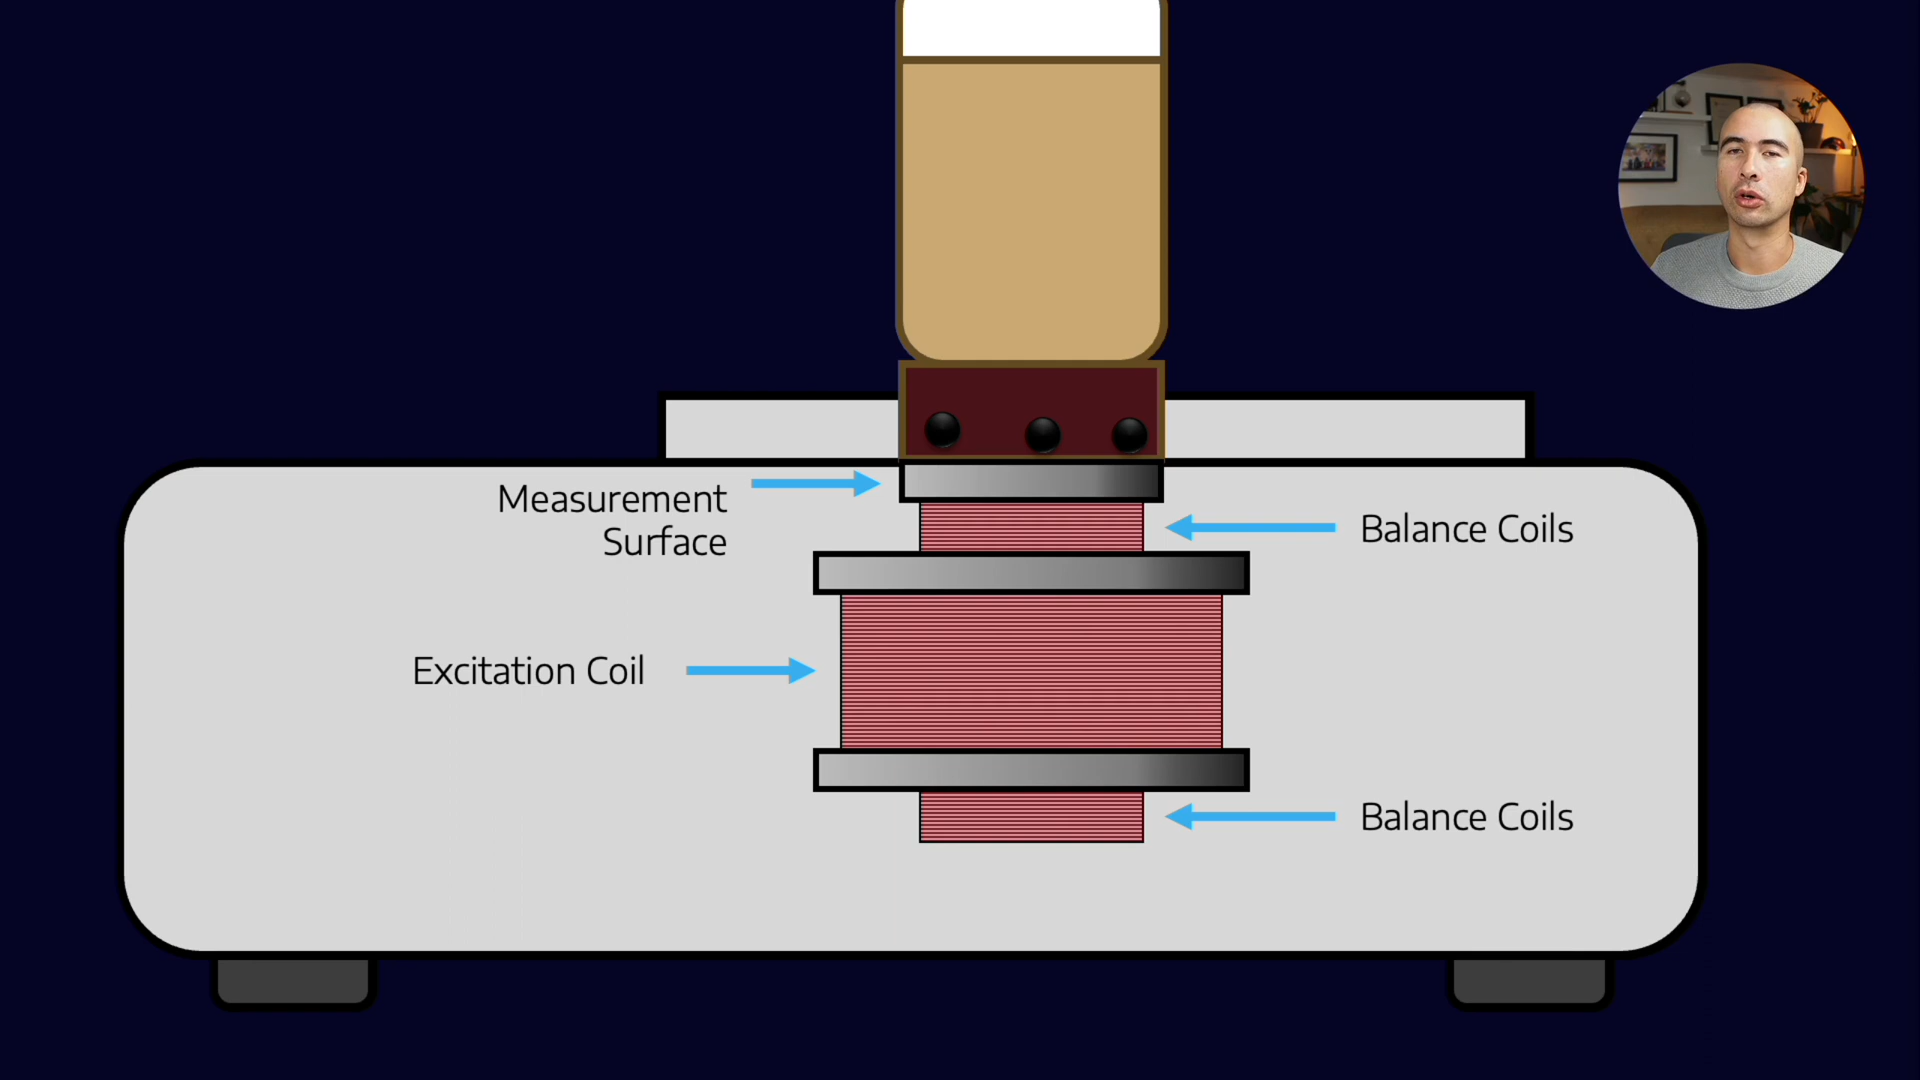 Measurement
Surface
Balance Coils
Excitation Coil
Balance Coils